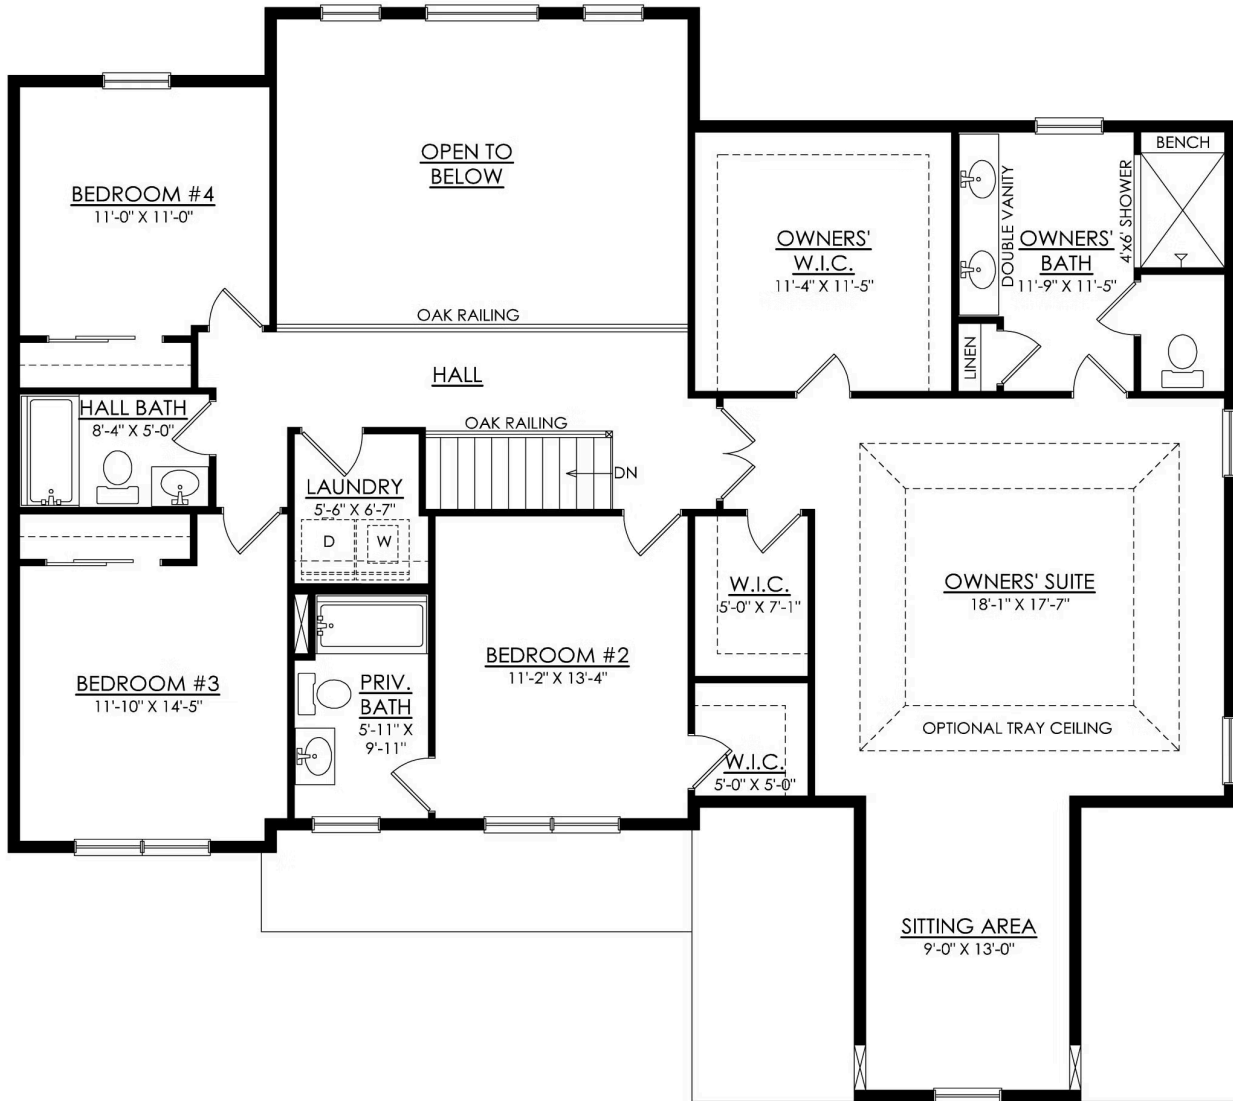 OPEN TO
BELOW
BENCH
BEDROOM #4
11'-0" X 11'-0"
OWNERS'
W.I.C.
11'-4" X 11'-5"
DOUBLE VANITY
OWNERS'
BATH
11'-9" X 11'-5"
4'x6' SHOWER
OAK RAILING
LINEN
HALL
HALL BATH
8'-4" X 5'-0"
OAK RAILING
DN
LAUNDRY
5'-6" X 6'-7"
D
W
W.I.C.
5'-0" X 7'-1"
OWNERS' SUITE
18'-1" X 17'-7"
BEDROOM #3
11'-10" X 14'-5"
PRIV.
BATH
5'-11" X
9'-11"
BEDROOM #2
11'-2" X 13'-4"
OPTIONAL TRAY CEILING
W.I.C.
5'-0" X 5'-0"
SITTING AREA
9'-0" X 13'-0"